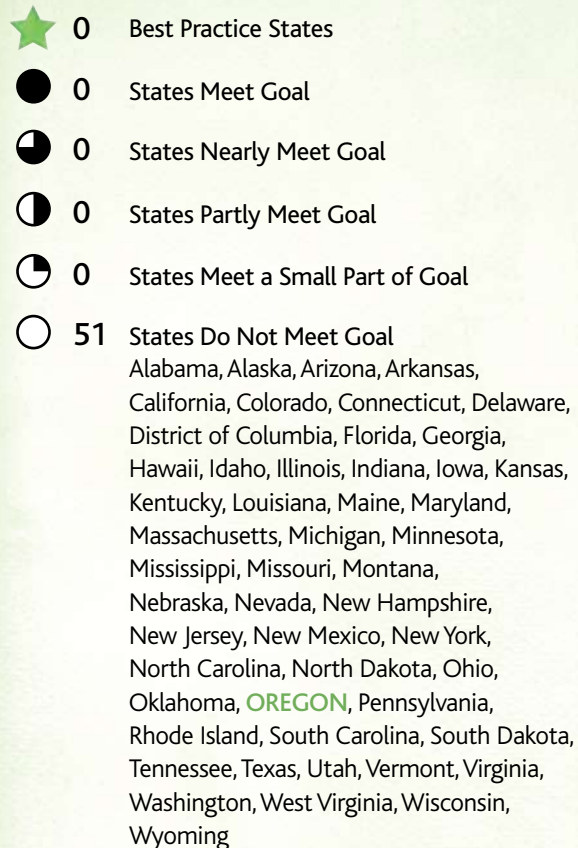 0 Best Practice States
0 States Meet Goal
0 States Nearly Meet Goal
0 States Partly Meet Goal
0 States Meet a Small Part of Goal
51 States Do Not Meet Goal
Alabama, Alaska, Arizona, Arkansas,
California, Colorado, Connecticut, Delaware,
District of Columbia, Florida, Georgia,
Hawaii, Idaho, Illinois, Indiana, Iowa, Kansas,
Kentucky, Louisiana, Maine, Maryland,
Massachusetts, Michigan, Minnesota,
Mississippi, Missouri, Montana,
Nebraska, Nevada, New Hampshire,
New Jersey, New Mexico, New York,
North Carolina, North Dakota, Ohio,
Oklahoma, OREGON, Pennsylvania,
Rhode Island, South Carolina, South Dakota,
Tennessee, Texas, Utah, Vermont, Virginia,
Washington, West Virginia, Wisconsin,
Wyoming